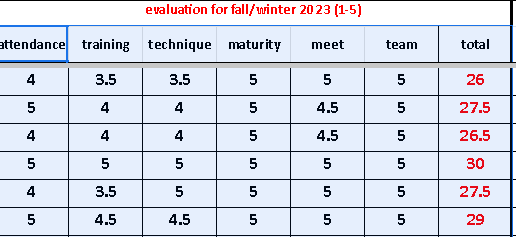 evaluation for fall/winter 2023 (1-5)
attendance training technique maturity meet team total
4 3.5 3.5 5 5 5 26
5 4 4 5 4.5 5 27.5
4 4 4 5 4.5 5 26.5
5 5 5 5 5 5 30
4 3.5 5 5 5 5 27.5
5 4.5 4.5 5 5 5 29